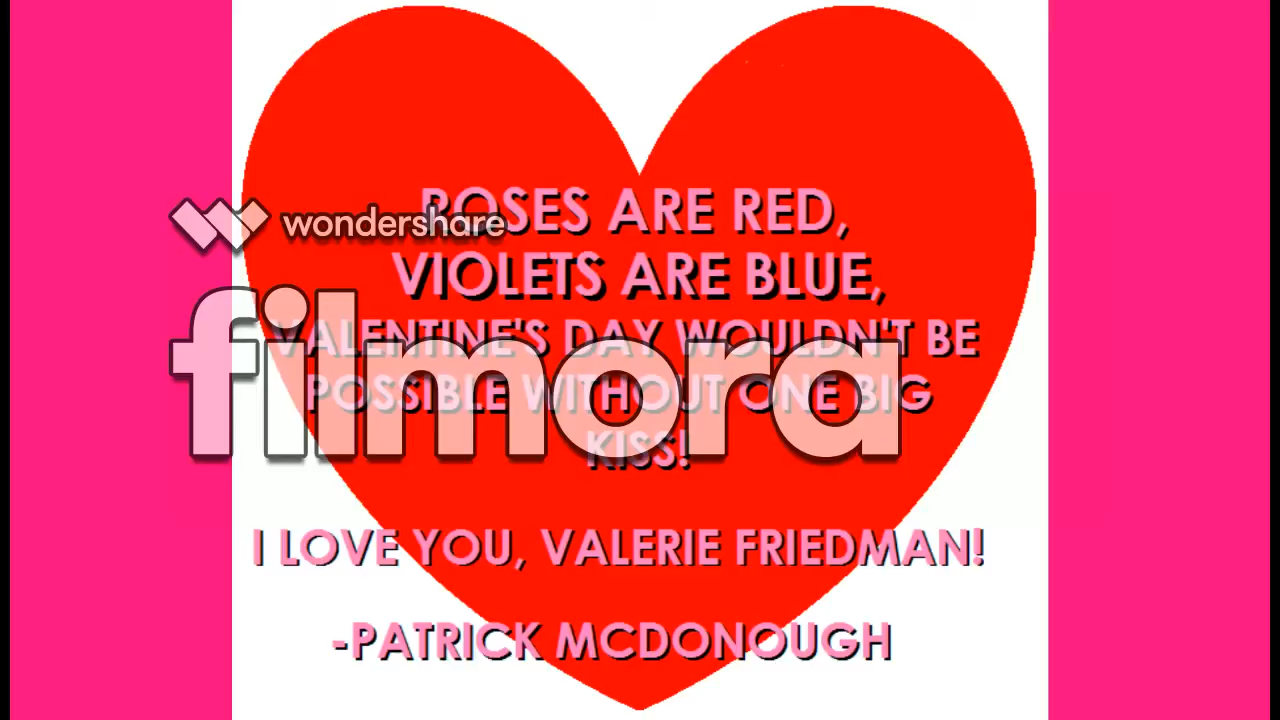 ROSES ARE RED,
wondershare
VIOLETS ARE BLUE,
filmora
VALENTINE'S DAY WOULDN'T BE
POSSIBLE WITHOUT ONE BIG
KISS!
I LOVE YOU, VALERIE FRIEDMAN!
-PATRICK MCDONOUGH